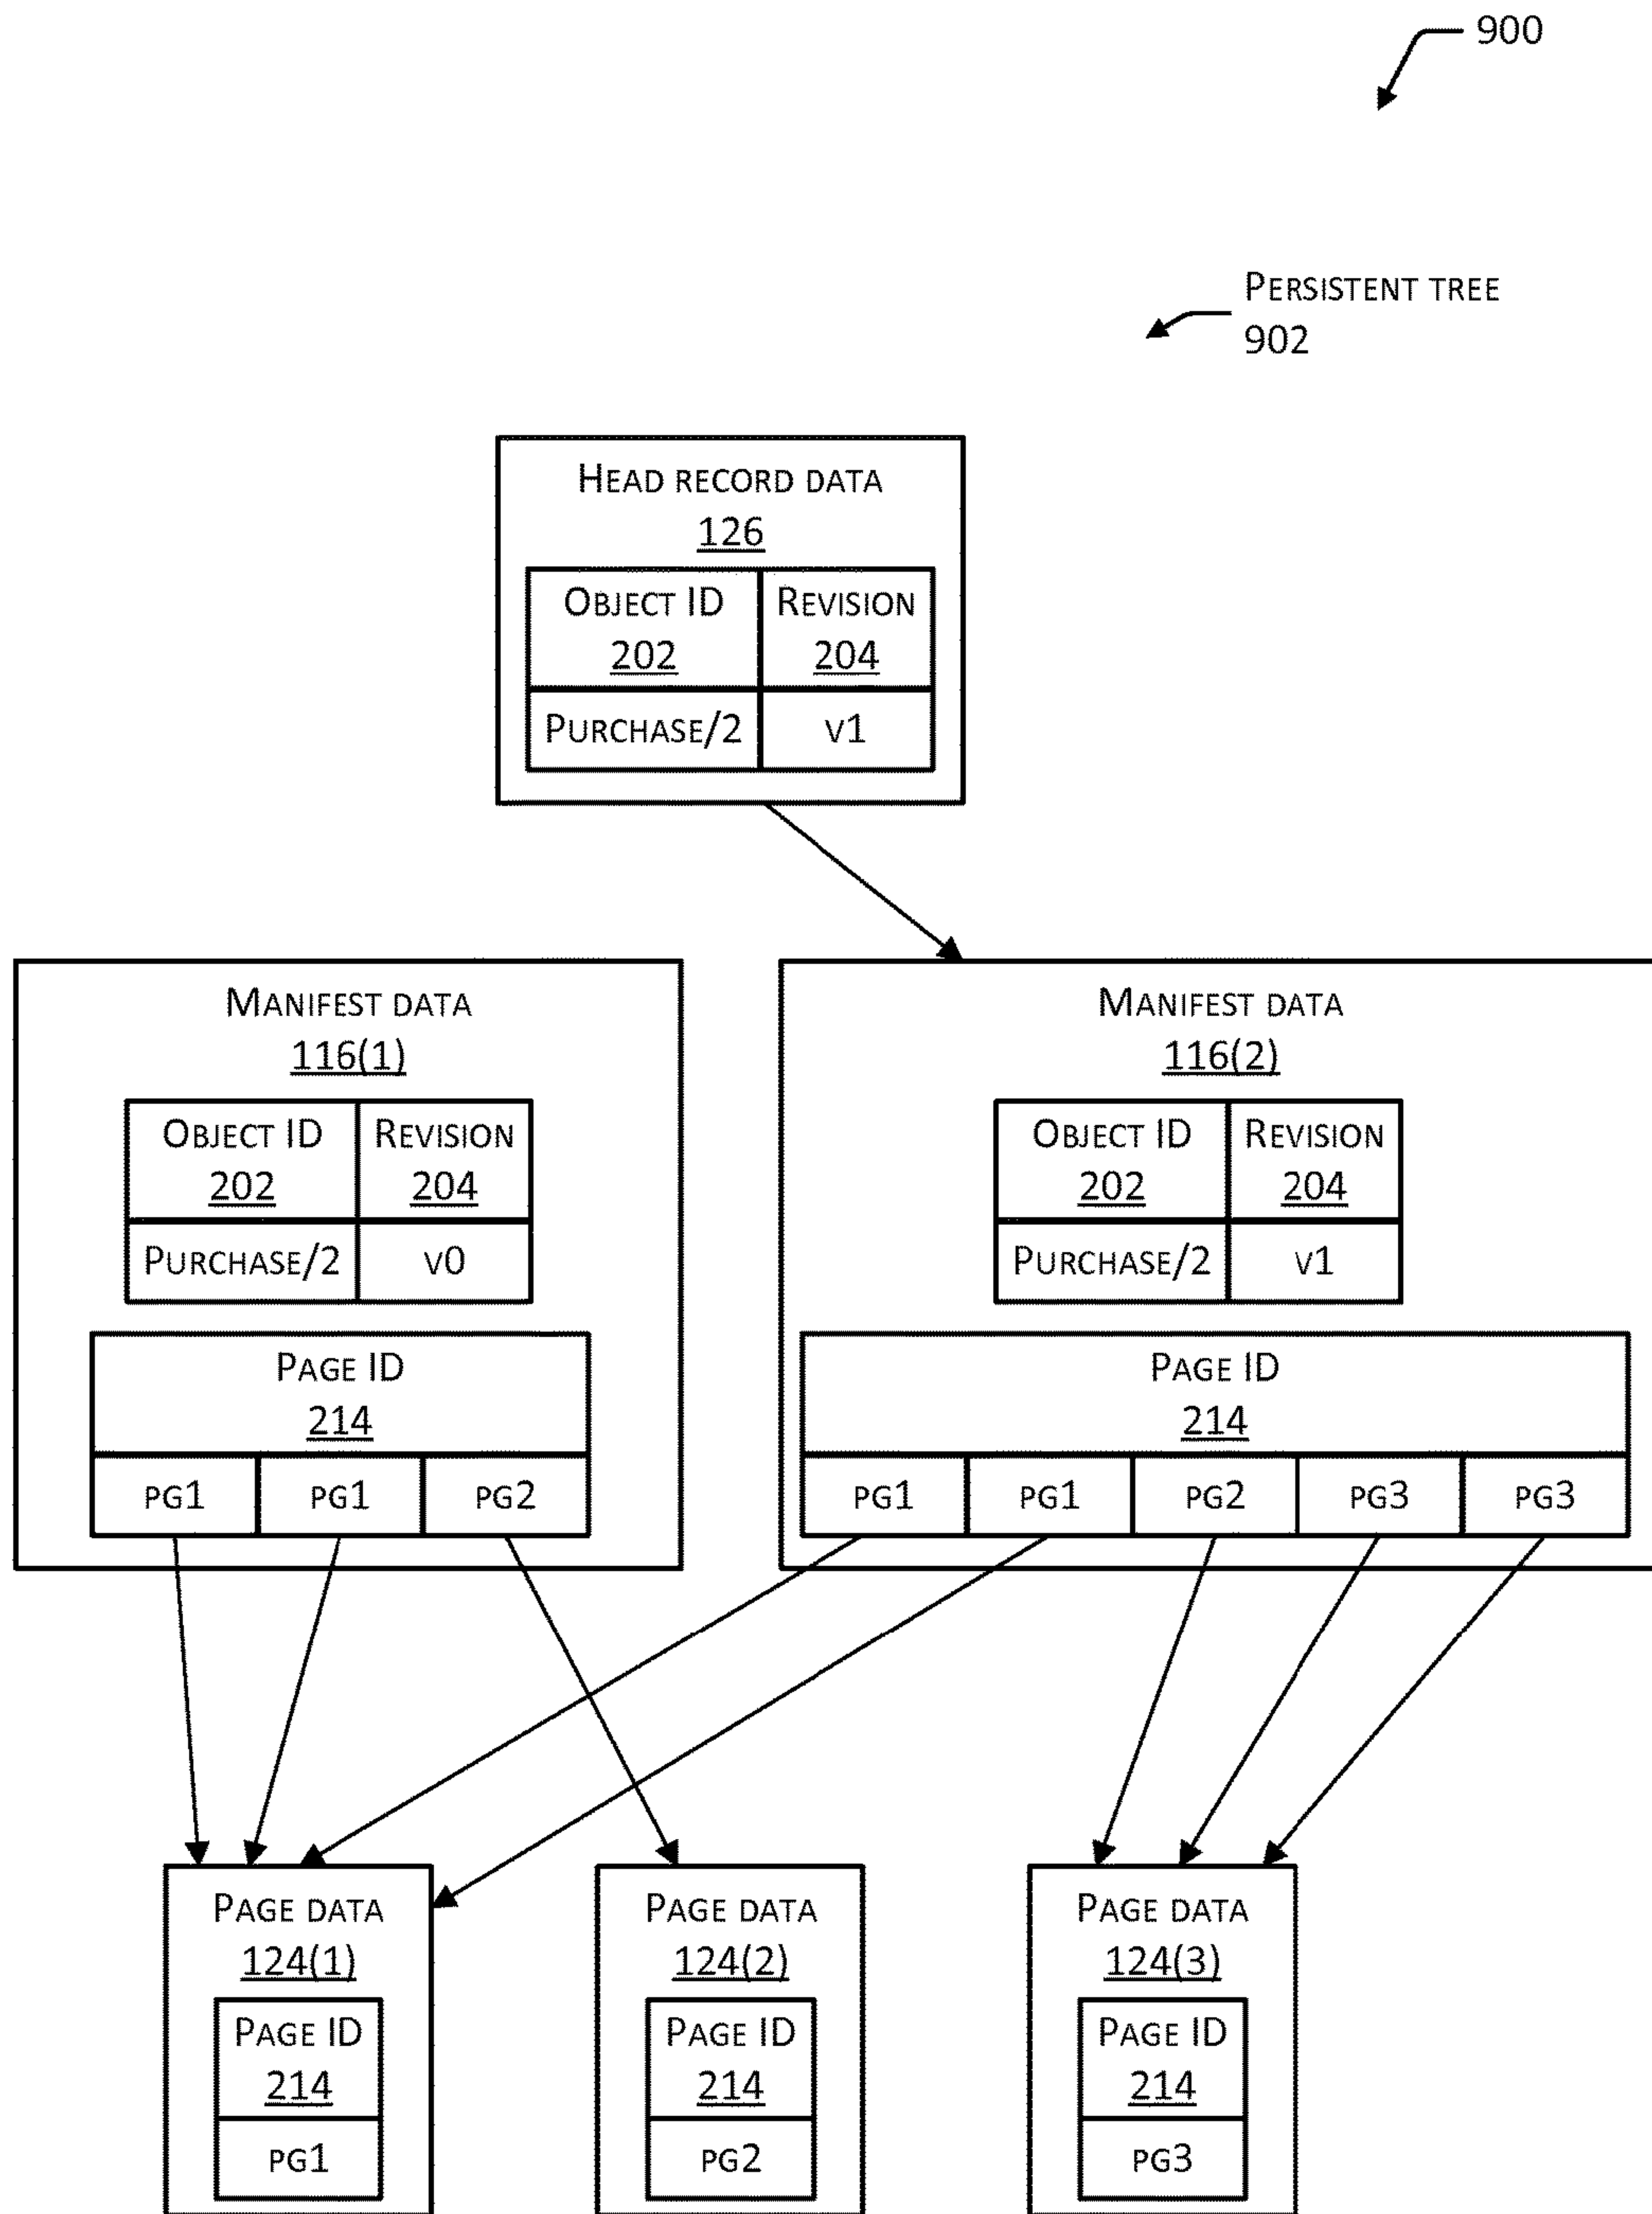 900
PERSISTENT TREE
902
HEAD RECORD DATA
126
OBJECT ID REVISION
202 204
PURCHASE/2 V1
MANIFEST DATA MANIFEST DATA
116(1) 116(2)
OBJECT ID REVISION OBJECT ID REVISION
202 204 202 204
PURCHASE/2 V0 PURCHASE/2 V1
PAGE ID PAGE ID
214 214
PG1 PG1 PG2 PG1 PG1 PG2 PG3 PG3
PAGE DATA PAGE DATA PAGE DATA
124(1) 124(2) 124(3)
PAGE ID PAGE ID PAGE ID
214 214 214
PG1 PG2 PG3